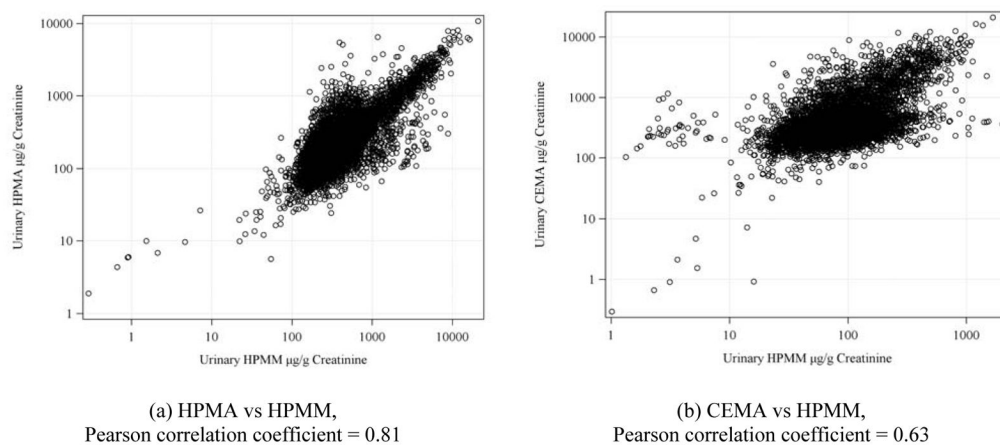 10000
1000
100
10
1
Urinary HPMA µg/g Creatinine
1 10 100 1000 10000
Urinary HPMM µg/g Creatinine
(a) HPMA vs HPMM,
Pearson correlation coefficient = 0.81
10000
1000
100
10
1
Urinary CEMA µg/g Creatinine
1 10 100 1000
Urinary HPMM µg/g Creatinine
(b) CEMA vs HPMM,
Pearson correlation coefficient = 0.63